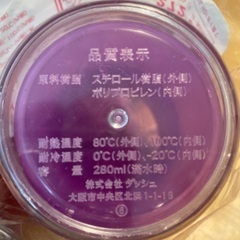 品質表示
原料樹脂 スチロール樹脂(外側)
ポリプロピレン(内側)
耐熱温度 80℃(外側)、100℃(内側)
耐冷温度 0℃(外側)、-20℃(内側)
容量 280ml(満水時)
株式会社 ダッシュ
大阪市中央区北浜1-1-19